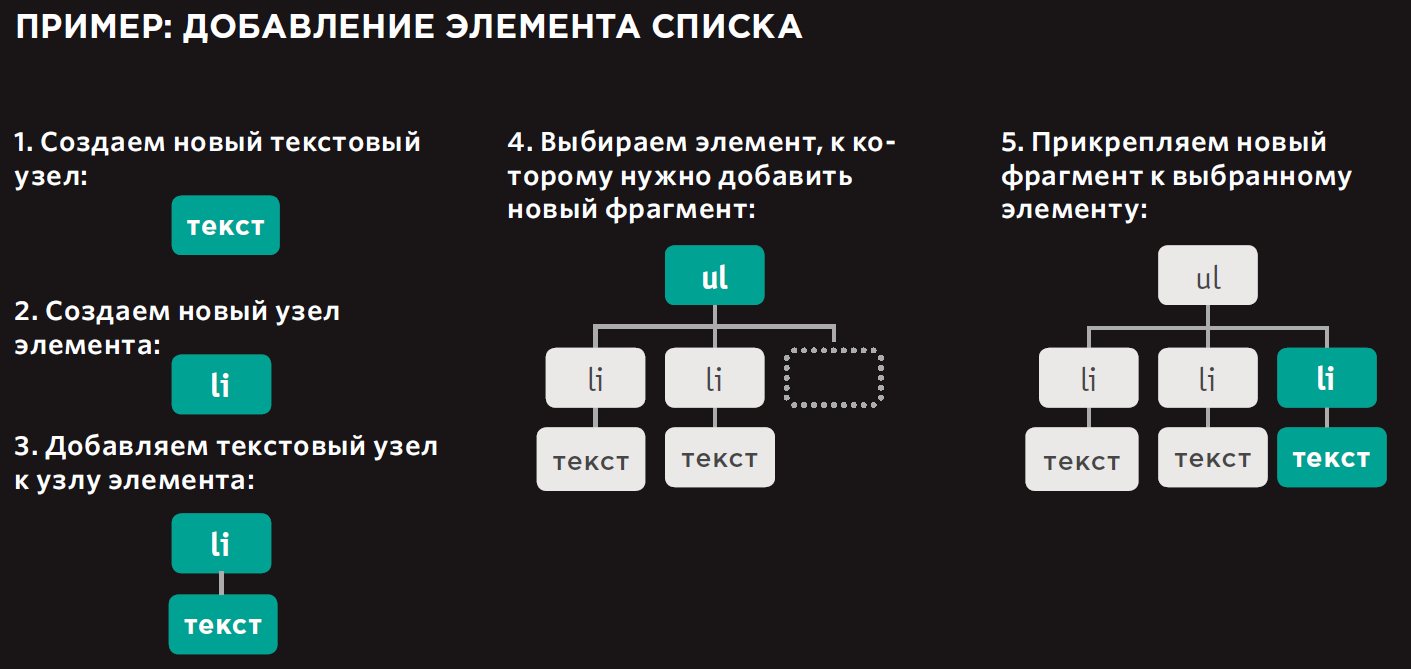 ПРИМЕР: ДОБАВЛЕНИЕ ЭЛЕМЕНТА СПИСКА
1. Создаем новый текстовый
узел:
текст
2. Создаем новый узел
элемента:
li
3. Добавляем текстовый узел
к узлу элемента:
li
текст
4. Выбираем элемент, к ко-
торому нужно добавить
новый фрагмент:
ul
li li
текст текст
5. Прикрепляем новый
фрагмент к выбранному
элементу:
ul
li li li
текст текст текст